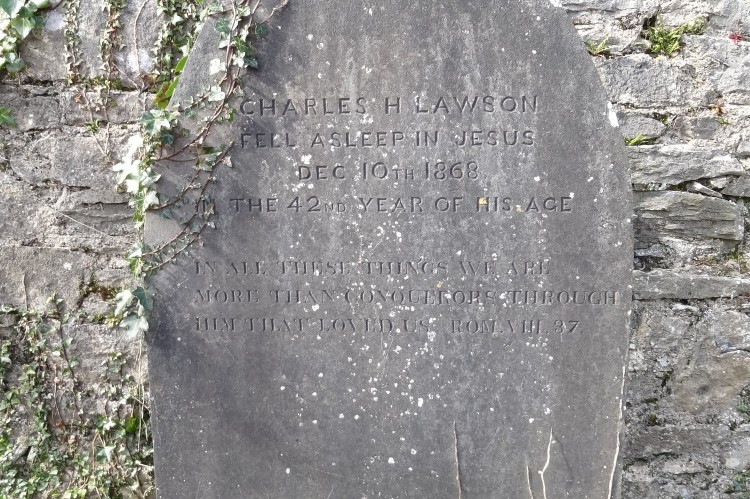 CHARLES H LAWSON
FELL ASLEEP IN JESUS
DEC 10TH 1868
IN THE 42ND YEAR OF HIS AGE
IN ALL THESE THINGS WE ARE
MORE THAN CONQUERORS THROUGH
HIM THAT LOVED US. ROM. VIII. 37